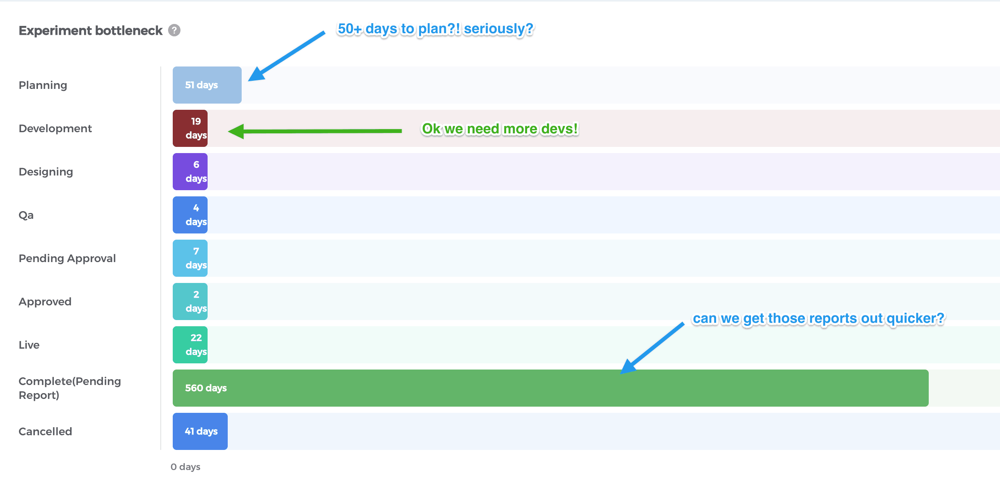 Experiment bottleneck ?
50+ days to plan?! seriously?
Planning
51 days
Development
19
days
Ok we need more devs!
Designing
6
days
Qa
4
days
Pending Approval
7
days
Approved
2
days
can we get those reports out quicker?
Live
22
days
Complete(Pending
Report)
560 days
Cancelled
41 days
0 days